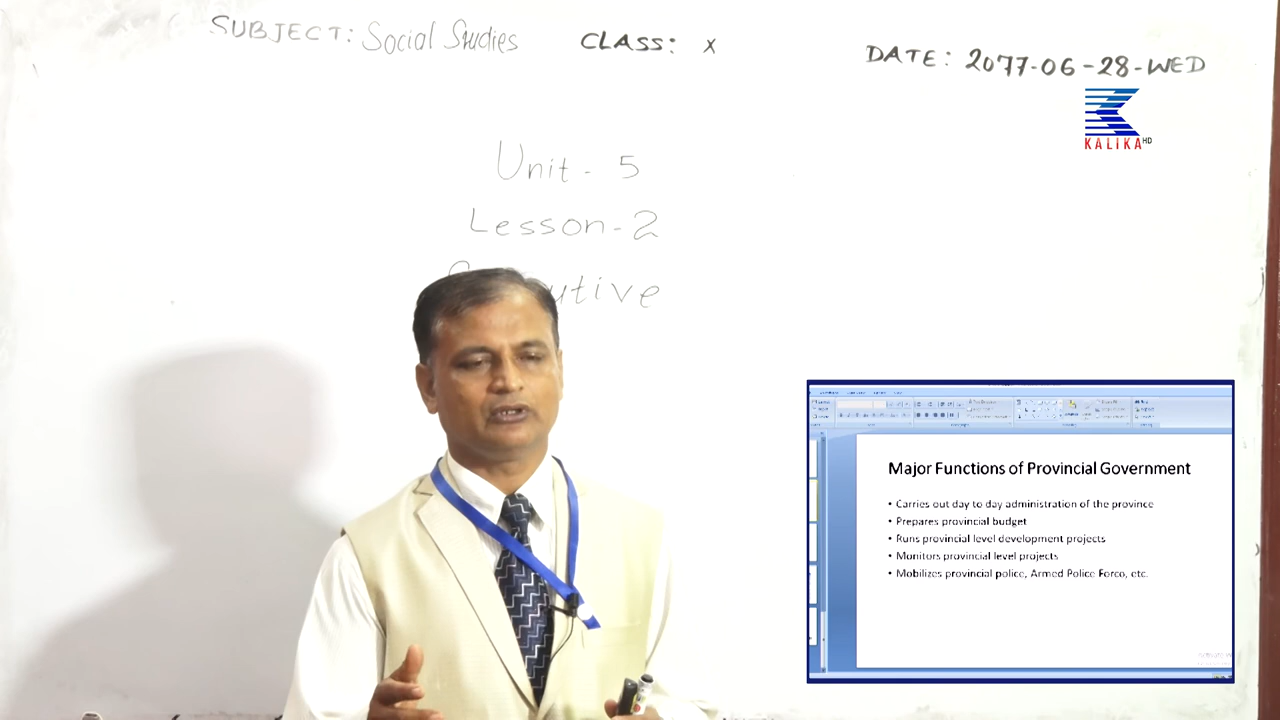 SUBJECT: Social Studies CLASS: X DATE: 2077-06-28-WED
KALIKA HD
Unit - 5
Lesson-2
utive
Major Functions of Provincial Government
• Carries out day to day administration of the province
• Prepares provincial budget
• Runs provincial level development projects
• Monitors provincial level projects
• Mobilizes provincial police, Armed Police Force, etc.